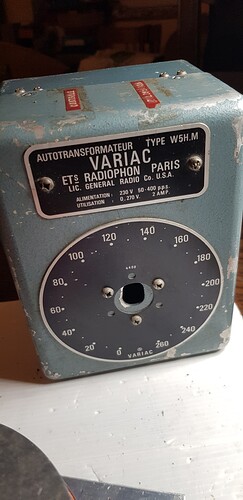 AUTOTRANSFORMATEUR TYPE W5H.M
VARIAC
ETS RADIOPHON PARIS
LIC. GENERAL RADIO Co. U.S.A.
ALIMENTATION : 230 V 50-400 p.p.s.
UTILISATION : 0.270 V. 2 AMP.
0 20 40 60 80 100 120 140 160 180 200 220 240 260
VARIAC